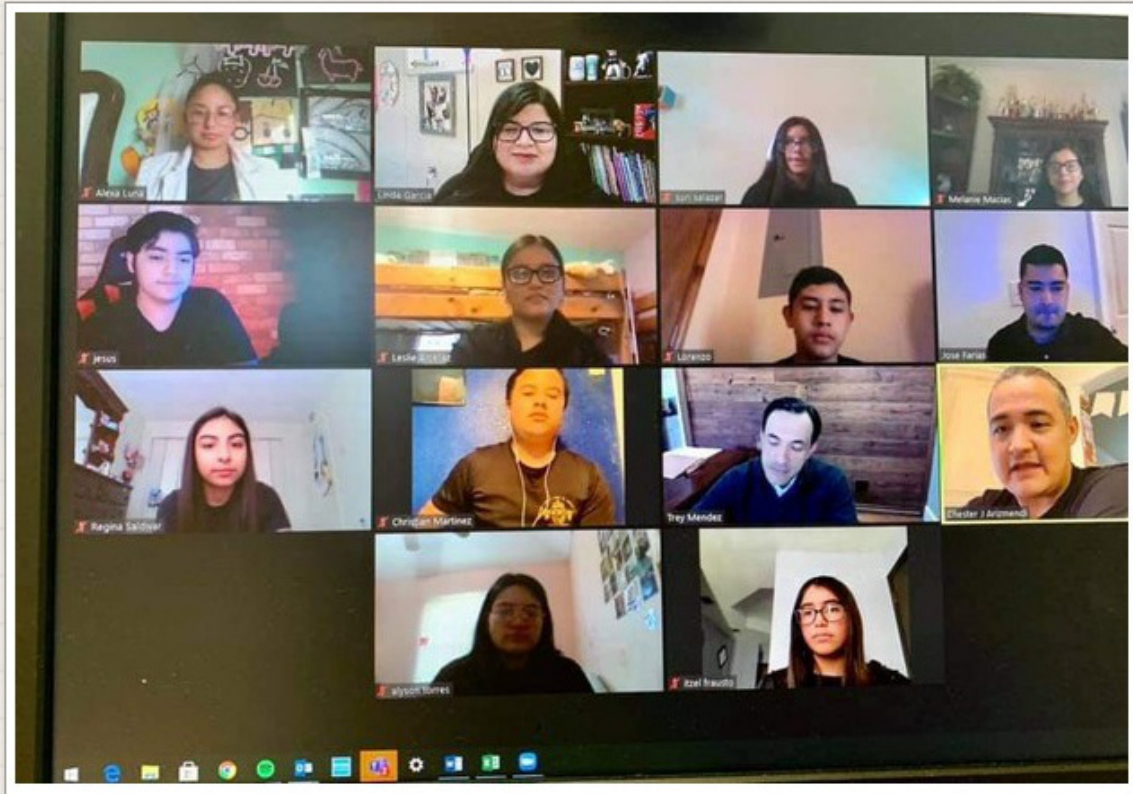 Alexa Luna
Linda Garcia
sori salazar
Melanie Macias
jesus
Leslie
Lorenzo
Jose Farias
Regina Saldivar
Christian Martinez
Trey Mendez
Chester J Arizmendi
alyson torres
itzel frausto